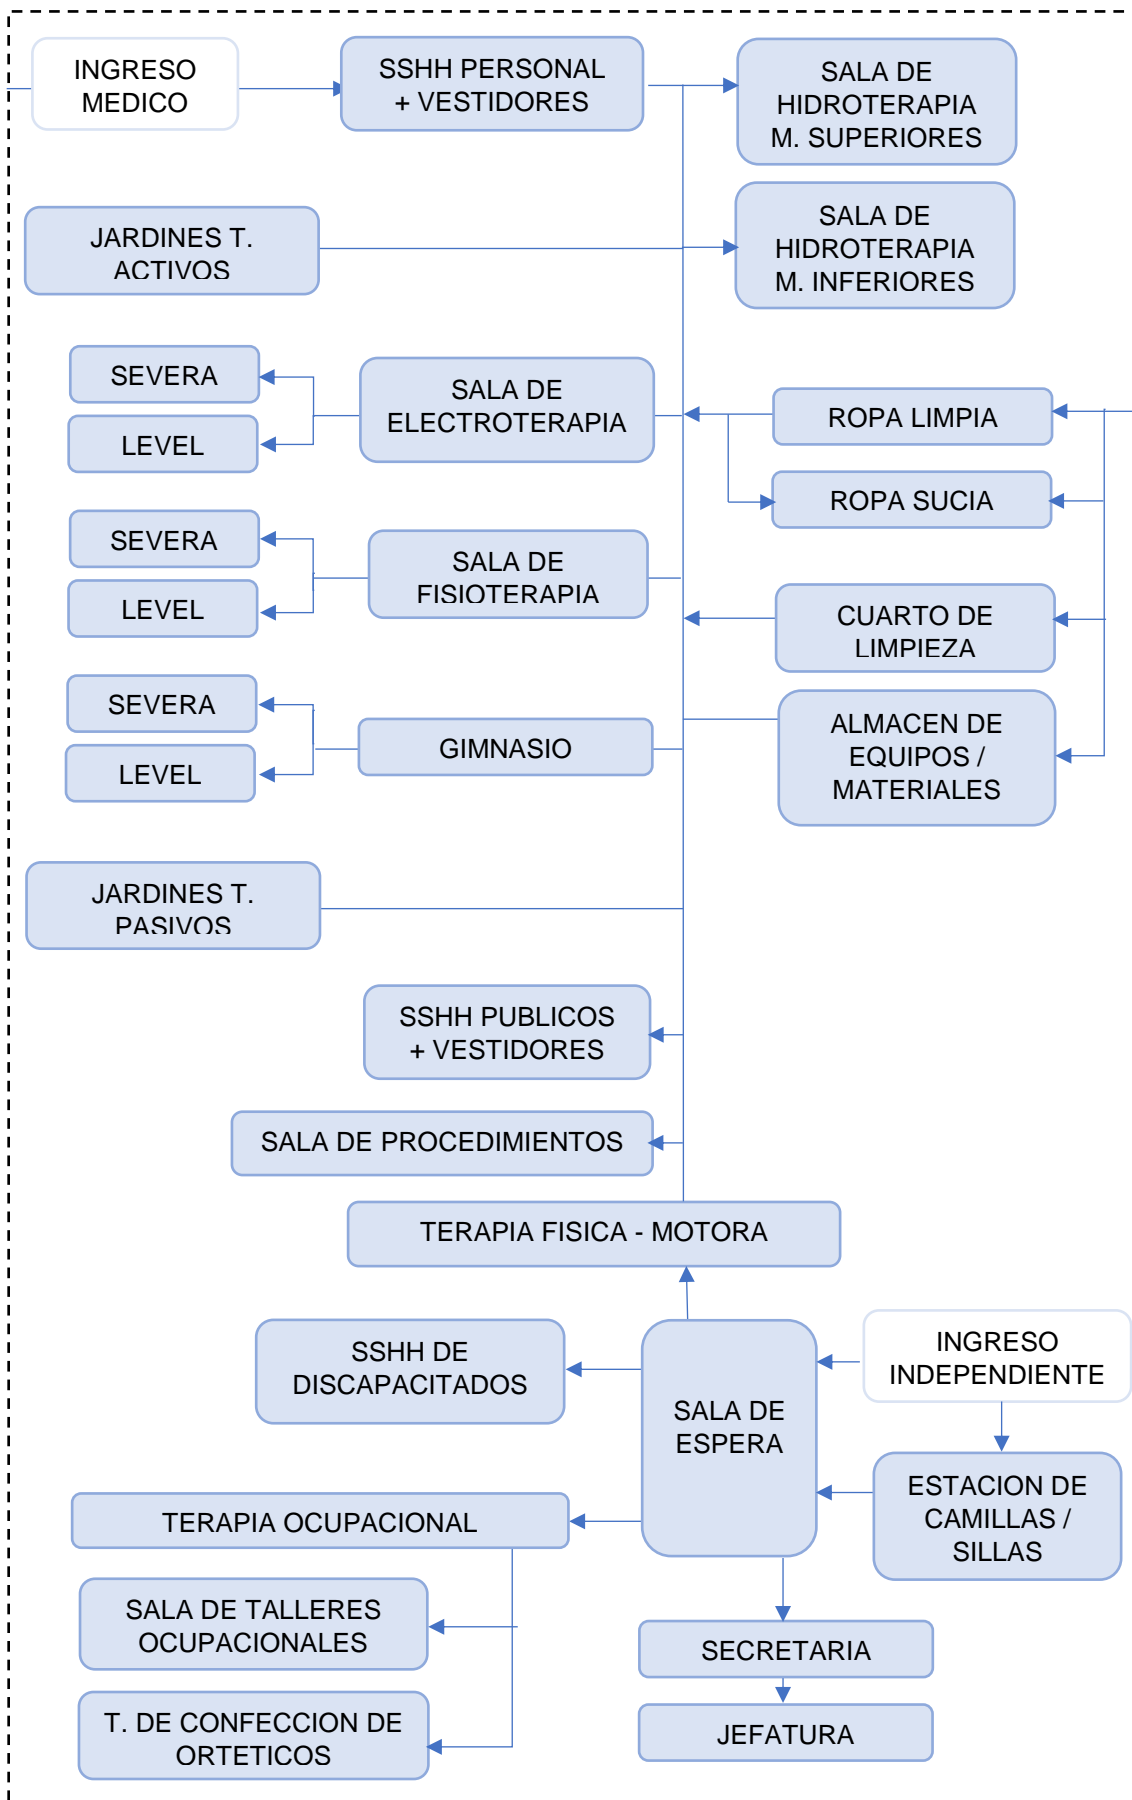 INGRESO
MEDICO
SSHH PERSONAL
+ VESTIDORES
SALA DE
HIDROTERAPIA
M. SUPERIORES
JARDINES T.
ACTIVOS
SALA DE
HIDROTERAPIA
M. INFERIORES
SEVERA
LEVEL
SALA DE
ELECTROTERAPIA
ROPA LIMPIA
ROPA SUCIA
SEVERA
LEVEL
SALA DE
FISIOTERAPIA
CUARTO DE
LIMPIEZA
SEVERA
LEVEL
GIMNASIO
ALMACEN DE
EQUIPOS /
MATERIALES
JARDINES T.
PASIVOS
SSHH PUBLICOS
+ VESTIDORES
SALA DE PROCEDIMIENTOS
TERAPIA FISICA - MOTORA
SSHH DE
DISCAPACITADOS
SALA DE
ESPERA
INGRESO
INDEPENDIENTE
ESTACION DE
CAMILLAS /
SILLAS
TERAPIA OCUPACIONAL
SALA DE TALLERES
OCUPACIONALES
SECRETARIA
T. DE CONFECCION DE
ORTETICOS
JEFATURA